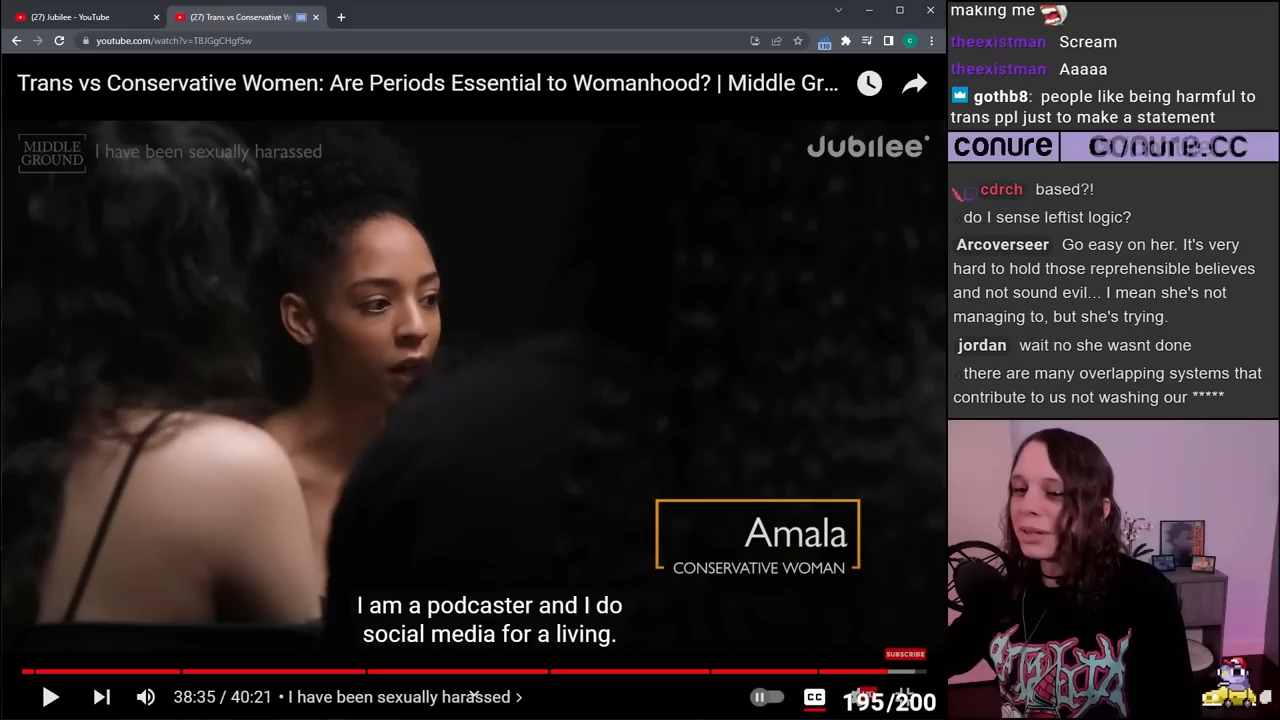 (27) Jubilee - YouTube
(27) Trans vs Conservative W
youtube.com/watch?v=TBJGgCHgf5w
Trans vs Conservative Women: Are Periods Essential to Womanhood? | Middle Gr...
MIDDLE
GROUND
I have been sexually harassed
Jubilee
Amala
CONSERVATIVE WOMAN
I am a podcaster and I do
social media for a living.
SUBSCRIBE
38:35 / 40:21 • I have been sexually harassed >
CC
195/200
making me
theexistman Scream
theexistman Aaaaa
gothb8: people like being harmful to
trans ppl just to make a statement
conure
conure.cc
cdrch based?!
do I sense leftist logic?
Arcoverseer Go easy on her. It's very
hard to hold those reprehensible believes
and not sound evil... I mean she's not
managing to, but she's trying.
jordan wait no she wasnt done
there are many overlapping systems that
contribute to us not washing our *****